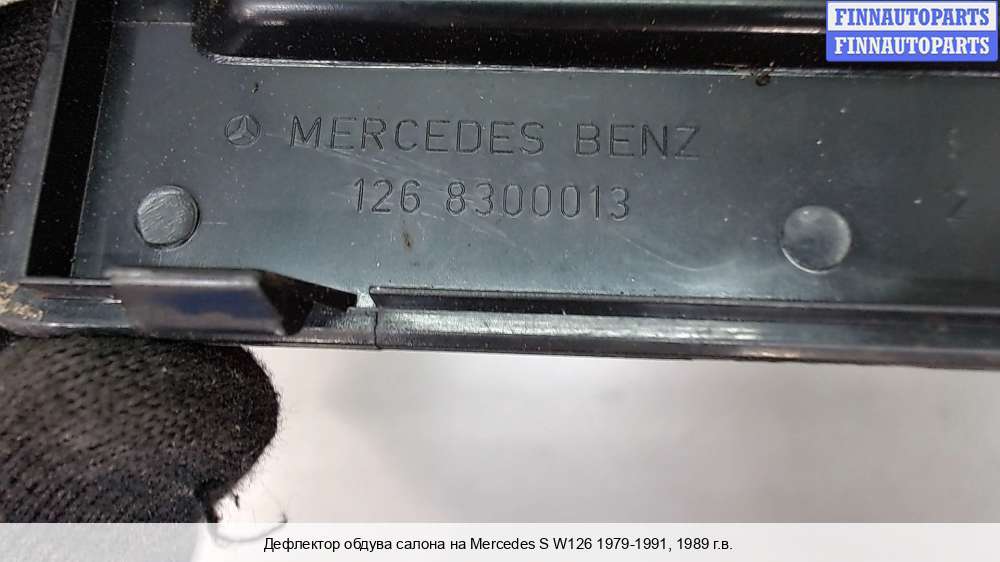 FINNAUTOPARTS
FINNAUTOPARTS
MERCEDES BENZ
126 8300013
Z
Дефлектор обдува салона на Mercedes S W126 1979-1991, 1989 г.в.